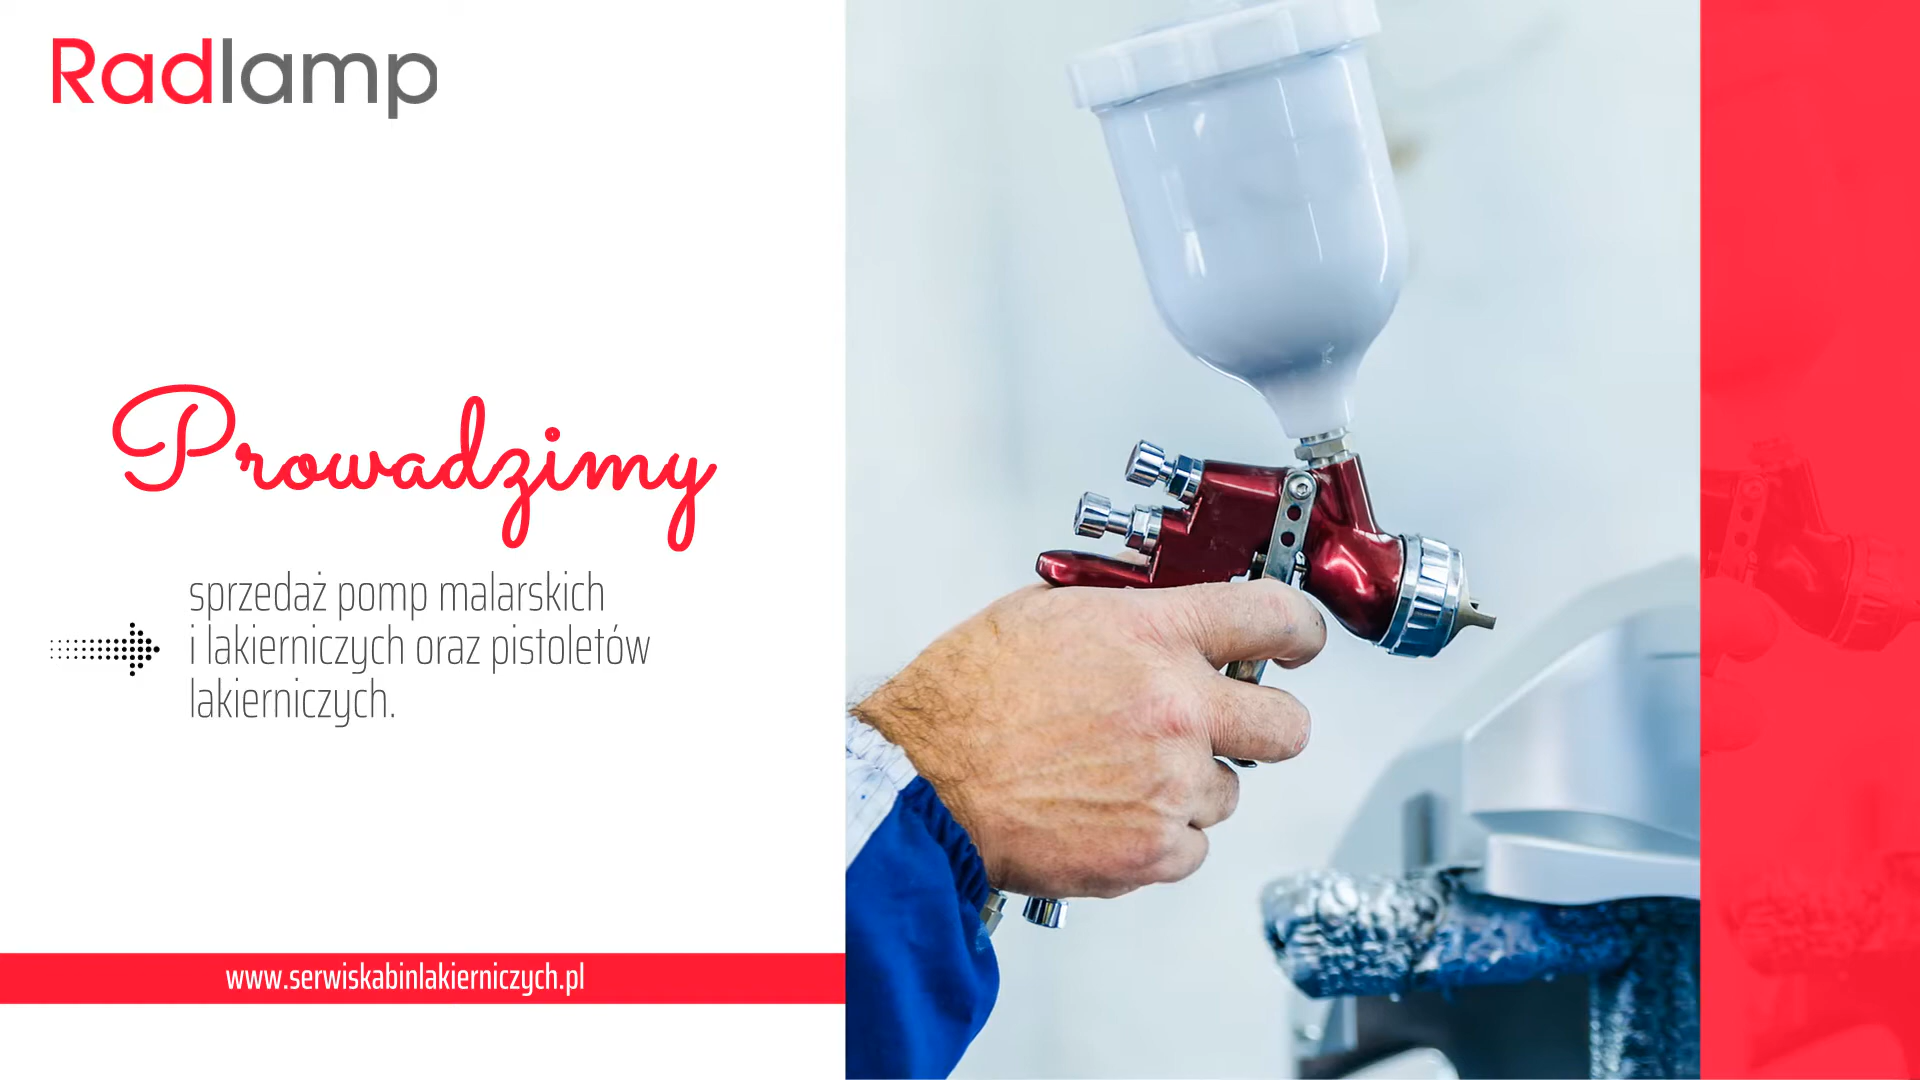 Radlamp
Prowadzimy
sprzedaż pomp malarskich
i lakierniczych oraz pistoletów
lakierniczych.
www.serwiskabinlakierniczych.pl